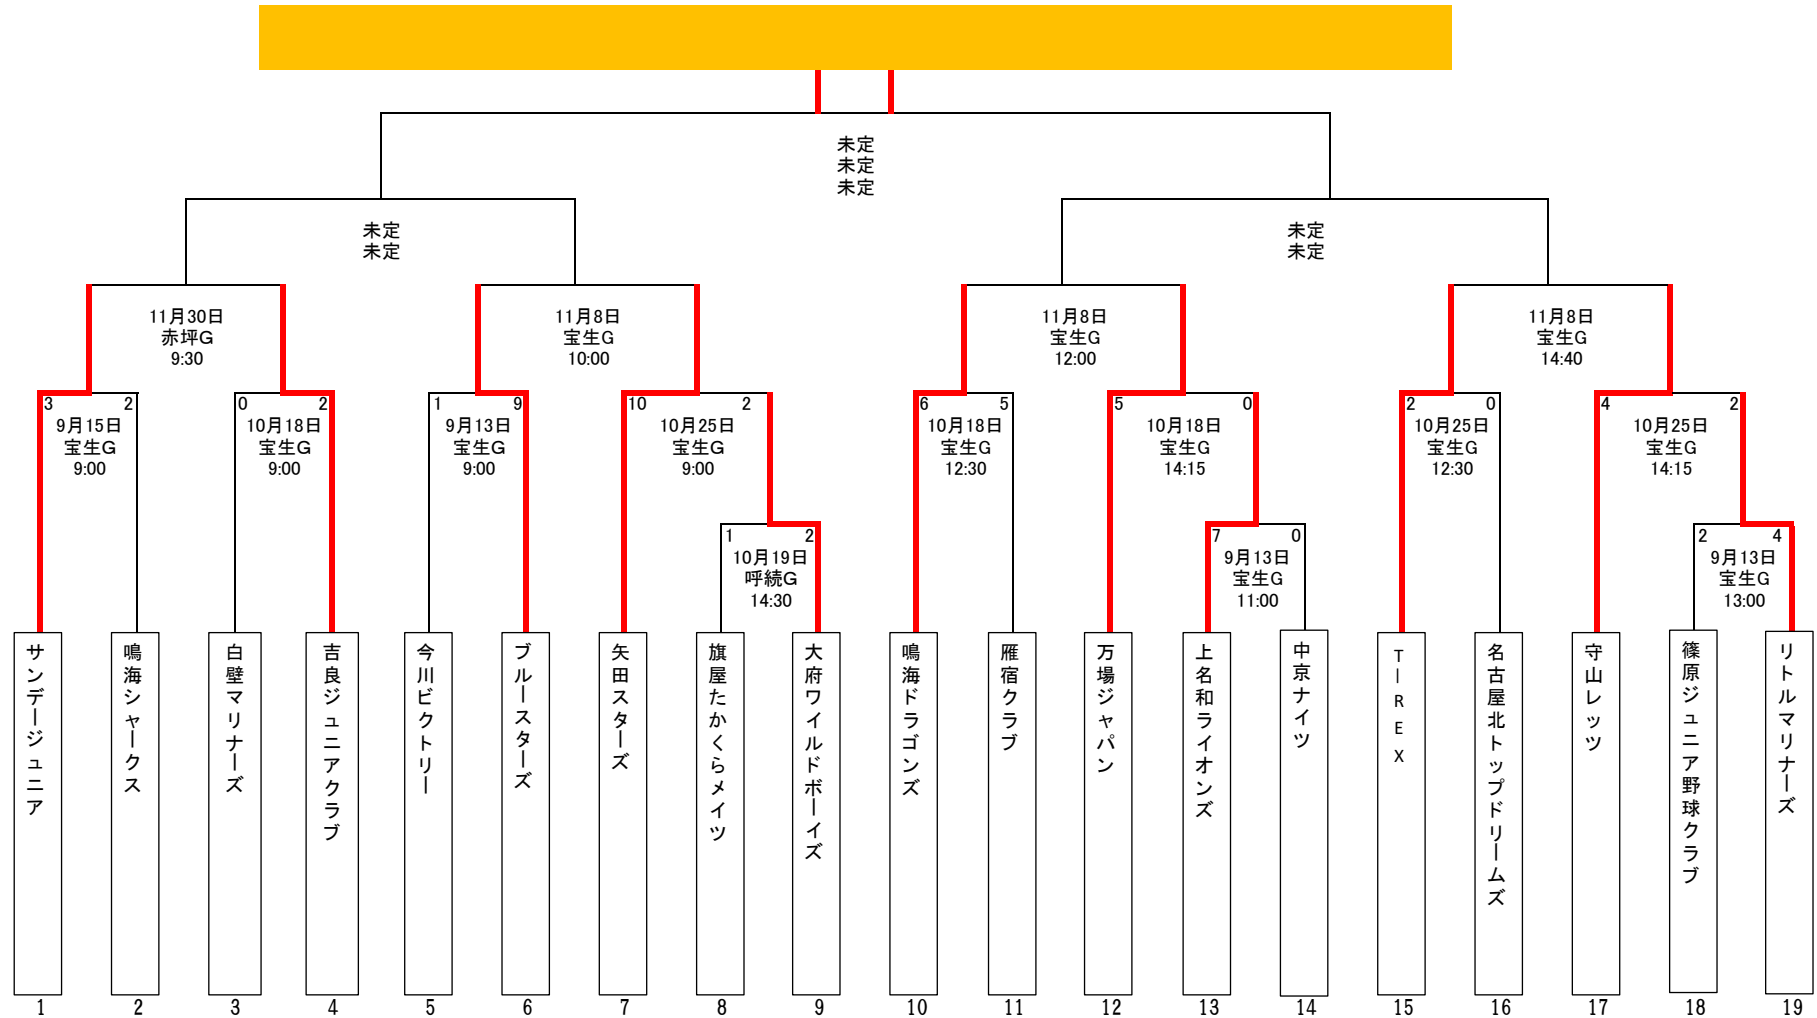 未定
未定
未定
未定
未定
未定
未定
11月30日
赤坪G
9:30
11月8日
宝生G
10:00
11月8日
宝生G
12:00
11月8日
宝生G
14:40
3 2
9月15日
宝生G
9:00
0 2
10月18日
宝生G
9:00
1 9
9月13日
宝生G
9:00
10 2
10月25日
宝生G
9:00
6 5
10月18日
宝生G
12:30
5 0
10月18日
宝生G
14:15
2 0
10月25日
宝生G
12:30
4 2
10月25日
宝生G
14:15
1 2
10月19日
呼続G
14:30
7 0
9月13日
宝生G
11:00
2 4
9月13日
宝生G
13:00
サンデージュニア
鳴海シャークス
白壁マリナーズ
吉良ジュニアクラブ
今川ビクトリー
ブルースターズ
矢田スターズ
旗屋たかくらメイツ
大府ワイルドボーイズ
鳴海ドラゴンズ
雁宿クラブ
万場ジャパン
上名和ライオンズ
中京ナイツ
T-REX
名古屋北トップドリームズ
守山レッツ
篠原ジュニア野球クラブ
リトルマリナーズ
1 2 3 4 5 6 7 8 9 10 11 12 13 14 15 16 17 18 19